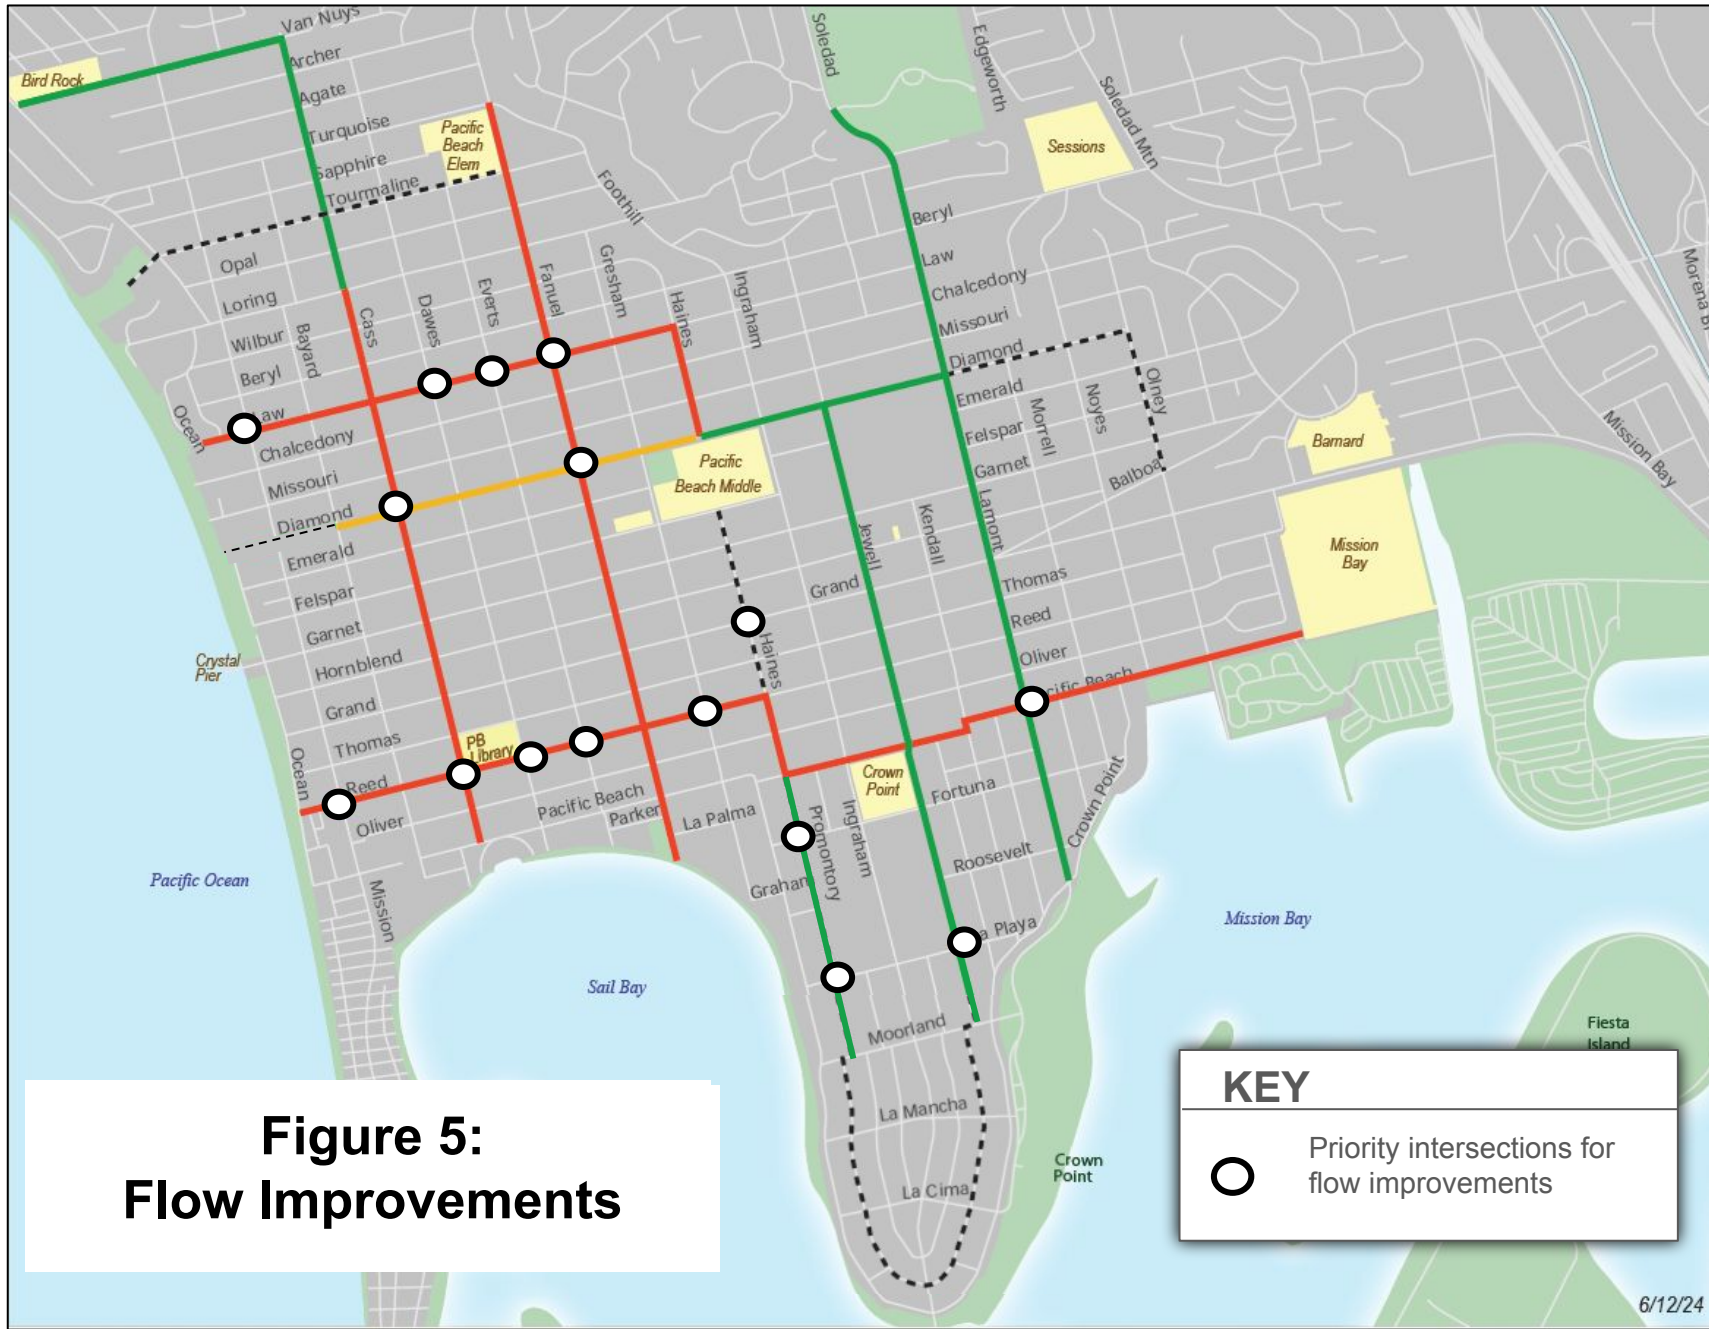 Van Nuys
Archer
Agate
Turquoise
Sapphire
Tourmaline
Bird Rock
Pacific
Beach
Elem
Soledad
Edgeworth
Soledad Mtn
Sessions
Foothill
Opal
Loring
Wilbur
Beryl
Law
Chalcedony
Missouri
Diamond
Emerald
Felspar
Garnet
Hornblend
Grand
Thomas
Reed
Oliver
Ocean
Bayard
Cass
Dawes
Everts
Fanuel
Gresham
Haines
Ingraham
Beryl
Law
Chalcedony
Missouri
Diamond
Emerald
Felspar
Garnet
Balboa
Morrell
Noyes
Olney
Barnard
Morena
Mission Bay
Pacific
Beach Middle
Jewell
Kendall
Lamont
Grand
Thomas
Reed
Oliver
Mission
Bay
Haines
Crystal
Pier
Ocean
PB
Library
Pacific Beach
Parker
La Palma
Graham
Promontory
Ingraham
Crown
Point
Fortuna
Roosevelt
Crown Point
Playa
Mission
Pacific Ocean
Sail Bay
Mission Bay
Moorland
La Mancha
La Cima
Crown
Point
Fiesta
Island
Figure 5:
Flow Improvements
KEY
Priority intersections for
flow improvements
6/12/24